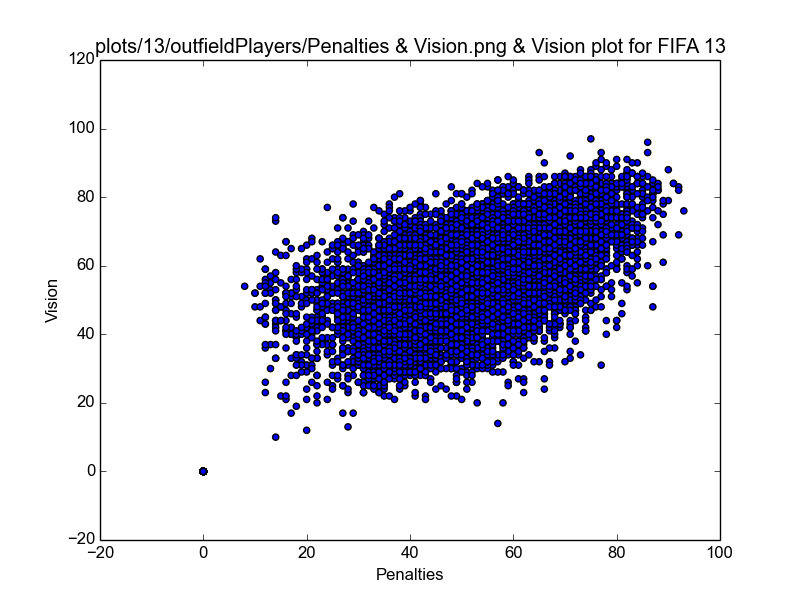 plots/13/outfieldPlayers/Penalties & Vision.png & Vision plot for FIFA 13
120
100
80
60
40
20
0
−20
−20 0 20 40 60 80 100
Vision
Penalties